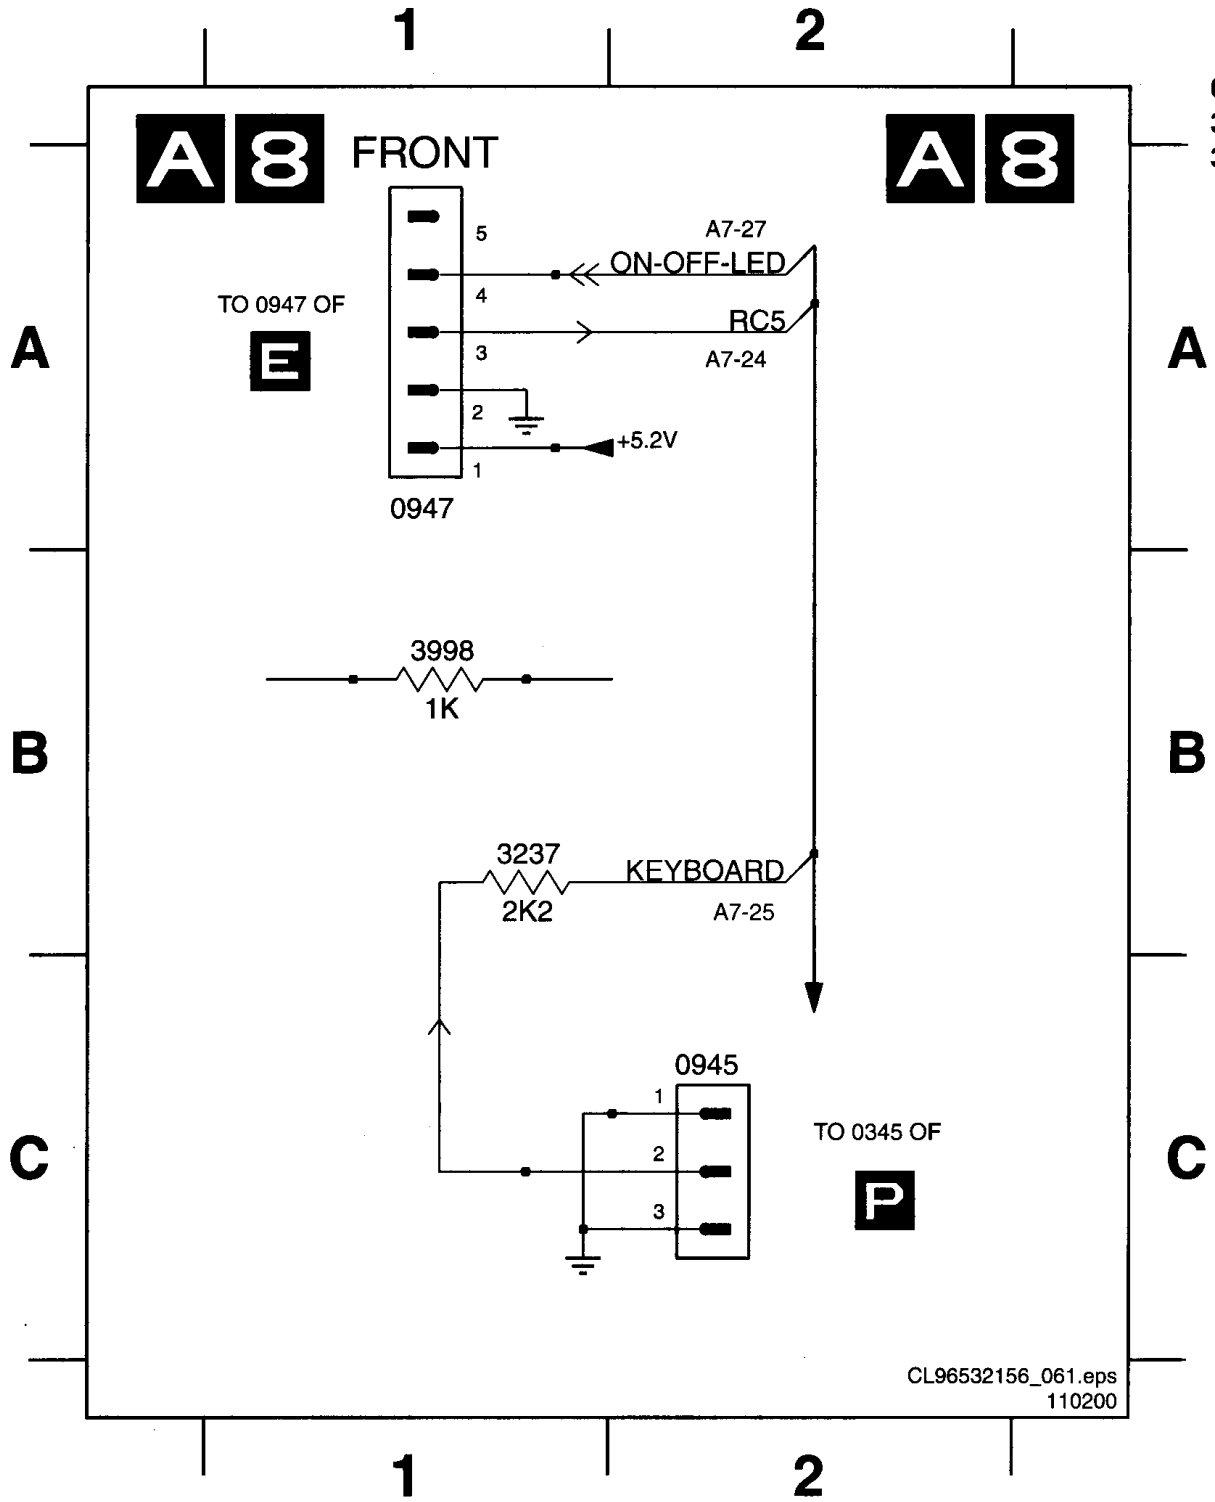 1 2
A8 FRONT A8
5
A7-27
ON-OFF-LED
4
TO 0947 OF
E
RC5
A7-24
3
A A
2
+5.2V
1
0947
3998
1K
B B
3237
2K2
KEYBOARD
A7-25
0945
1
2
3
TO 0345 OF
P
C C
CL96532156_061.eps
110200
1 2